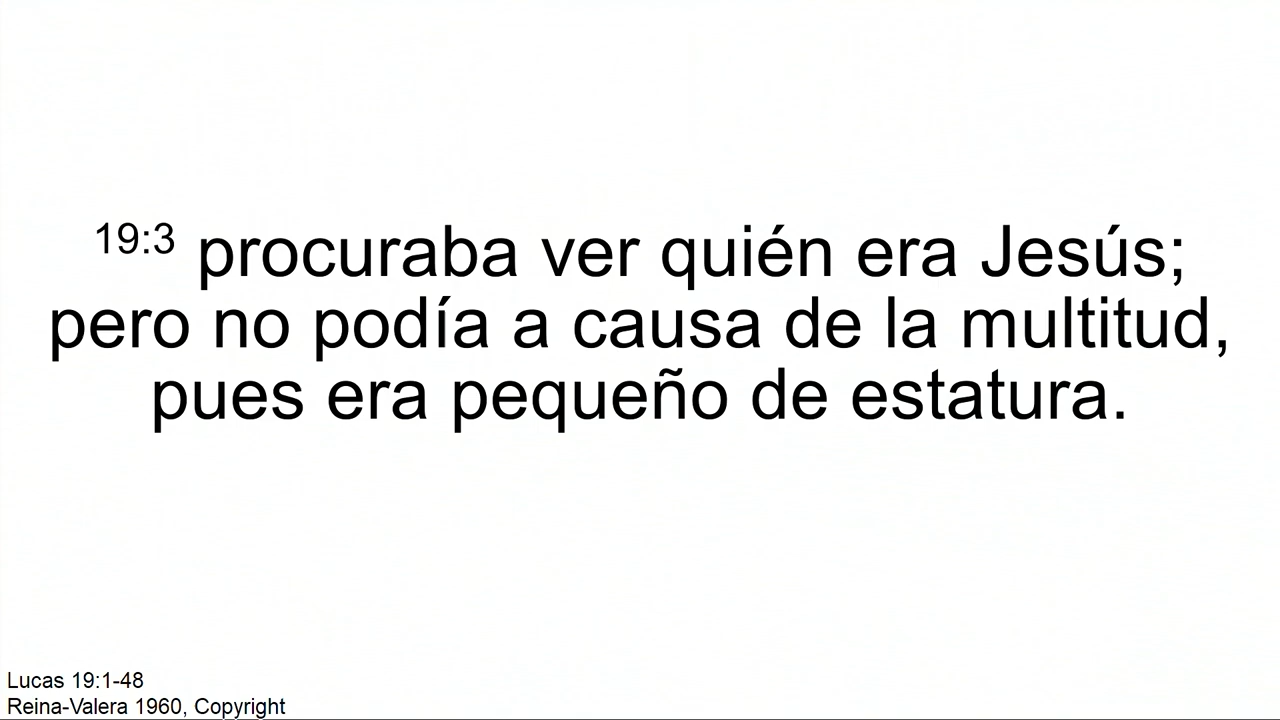 19:3 procuraba ver quién era Jesús;
pero no podía a causa de la multitud,
pues era pequeño de estatura.
Lucas 19:1-48
Reina-Valera 1960, Copyright